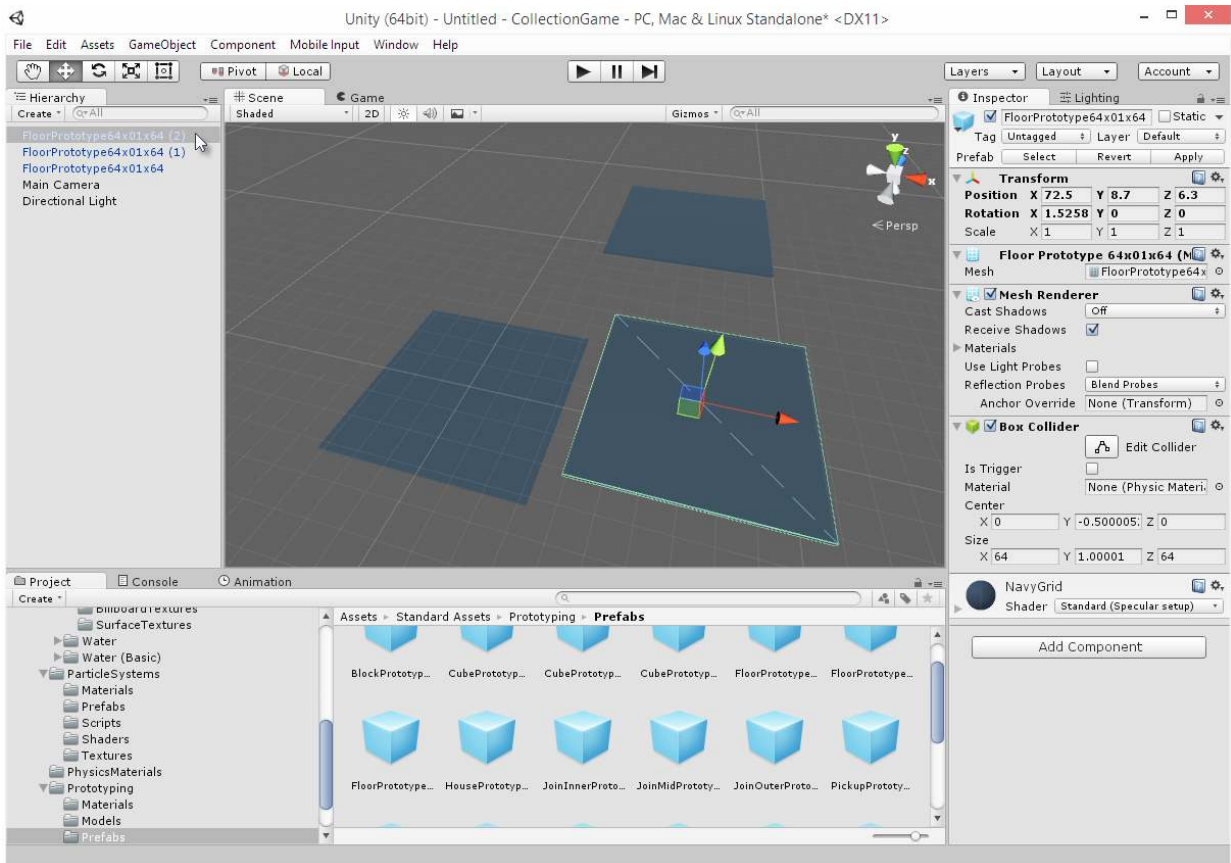 Unity (64bit) - Untitled - CollectionGame - PC, Mac & Linux Standalone* <DX11>
File Edit Assets GameObject Component Mobile Input Window Help
Pivot Local Layers Layout Account
Hierarchy
Create All
FloorPrototype64x01x64 (2)
FloorPrototype64x01x64 (1)
FloorPrototype64x01x64
Main Camera
Directional Light
Scene Game
Shaded 2D Gizmos All
y
z
x
Persp
Inspector Lighting
FloorPrototype64x01x64 Static
Tag Untagged Layer Default
Prefab Select Revert Apply
Transform
Position X 72.5 Y 8.7 Z 6.3
Rotation X 1.5258 Y 0 Z 0
Scale X 1 Y 1 Z 1
Floor Prototype 64x01x64 (M
Mesh FloorPrototype64x
Mesh Renderer
Cast Shadows Off
Receive Shadows
Materials
Use Light Probes
Reflection Probes Blend Probes
Anchor Override None (Transform)
Box Collider
Edit Collider
Is Trigger
Material None (Physic Materi
Center
X 0 Y -0.500005 Z 0
Size
X 64 Y 1.00001 Z 64
NavyGrid
Shader Standard (Specular setup)
Add Component
Project Console Animation
Create
BillboardTextures
SurfaceTextures
Water
Water (Basic)
ParticleSystems
Materials
Prefabs
Scripts
Shaders
Textures
PhysicsMaterials
Prototyping
Materials
Models
Prefabs
Assets Standard Assets Prototyping Prefabs
BlockPrototyp... CubePrototyp... CubePrototyp... CubePrototyp... FloorPrototype... FloorPrototype...
FloorPrototype... HousePrototyp... JoinInnerProto... JoinMidPrototy... JoinOuterProto... PickupPrototy...